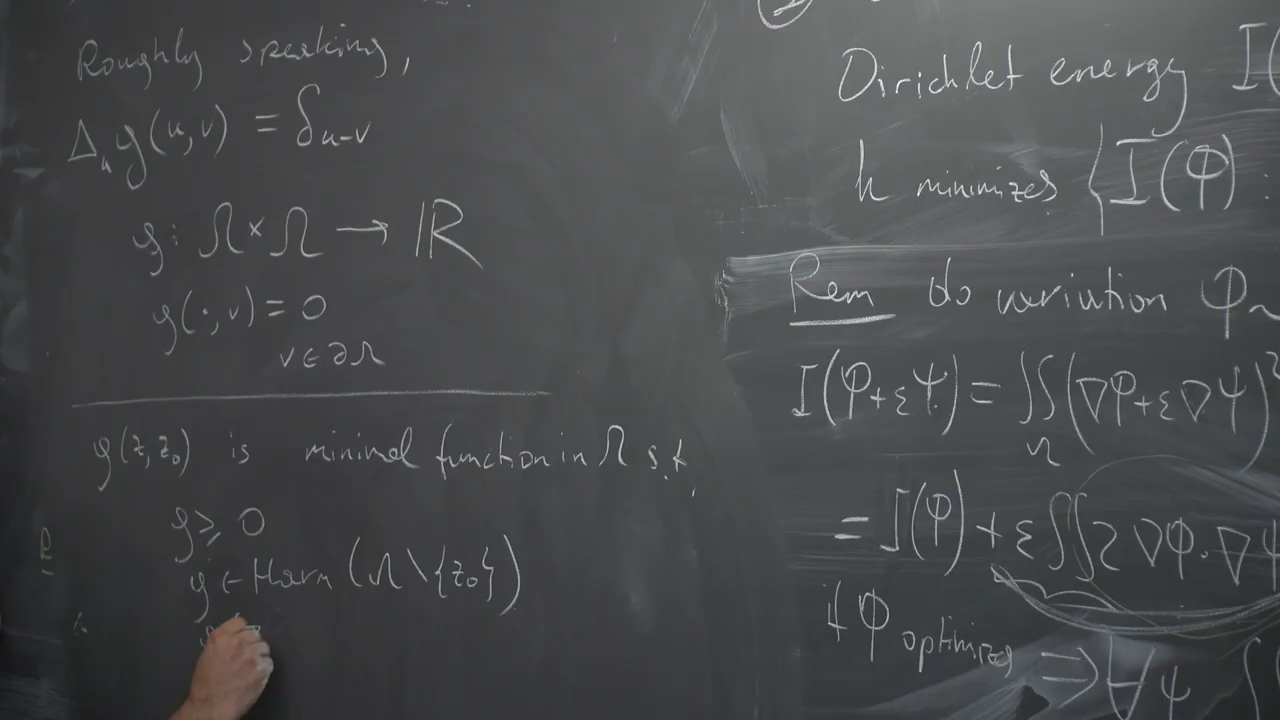 Roughly speaking,
Δ_u g(u,v) = δ_{u-v}
g: Ω × Ω → ℝ
g(·,v) = 0
v ∈ ∂Ω
g(z,z₀) is minimal function in Ω s.t.
g ≥ 0
g ∈ Harm (Ω \ {z₀})
Dirichlet energy I(
h minimizes { I(φ) :
Rem do variation φ ~
I(φ+εψ) = ∬_Ω (∇φ+ε∇ψ)²
= I(φ) + ε∬2∇φ·∇ψ
if φ optimizes ⇒ ∀ψ ∫